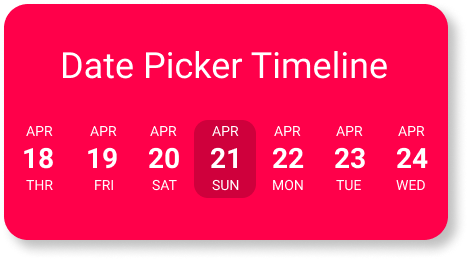 Date Picker Timeline
APR APR APR APR APR APR APR
18 19 20 21 22 23 24
THR FRI SAT SUN MON TUE WED